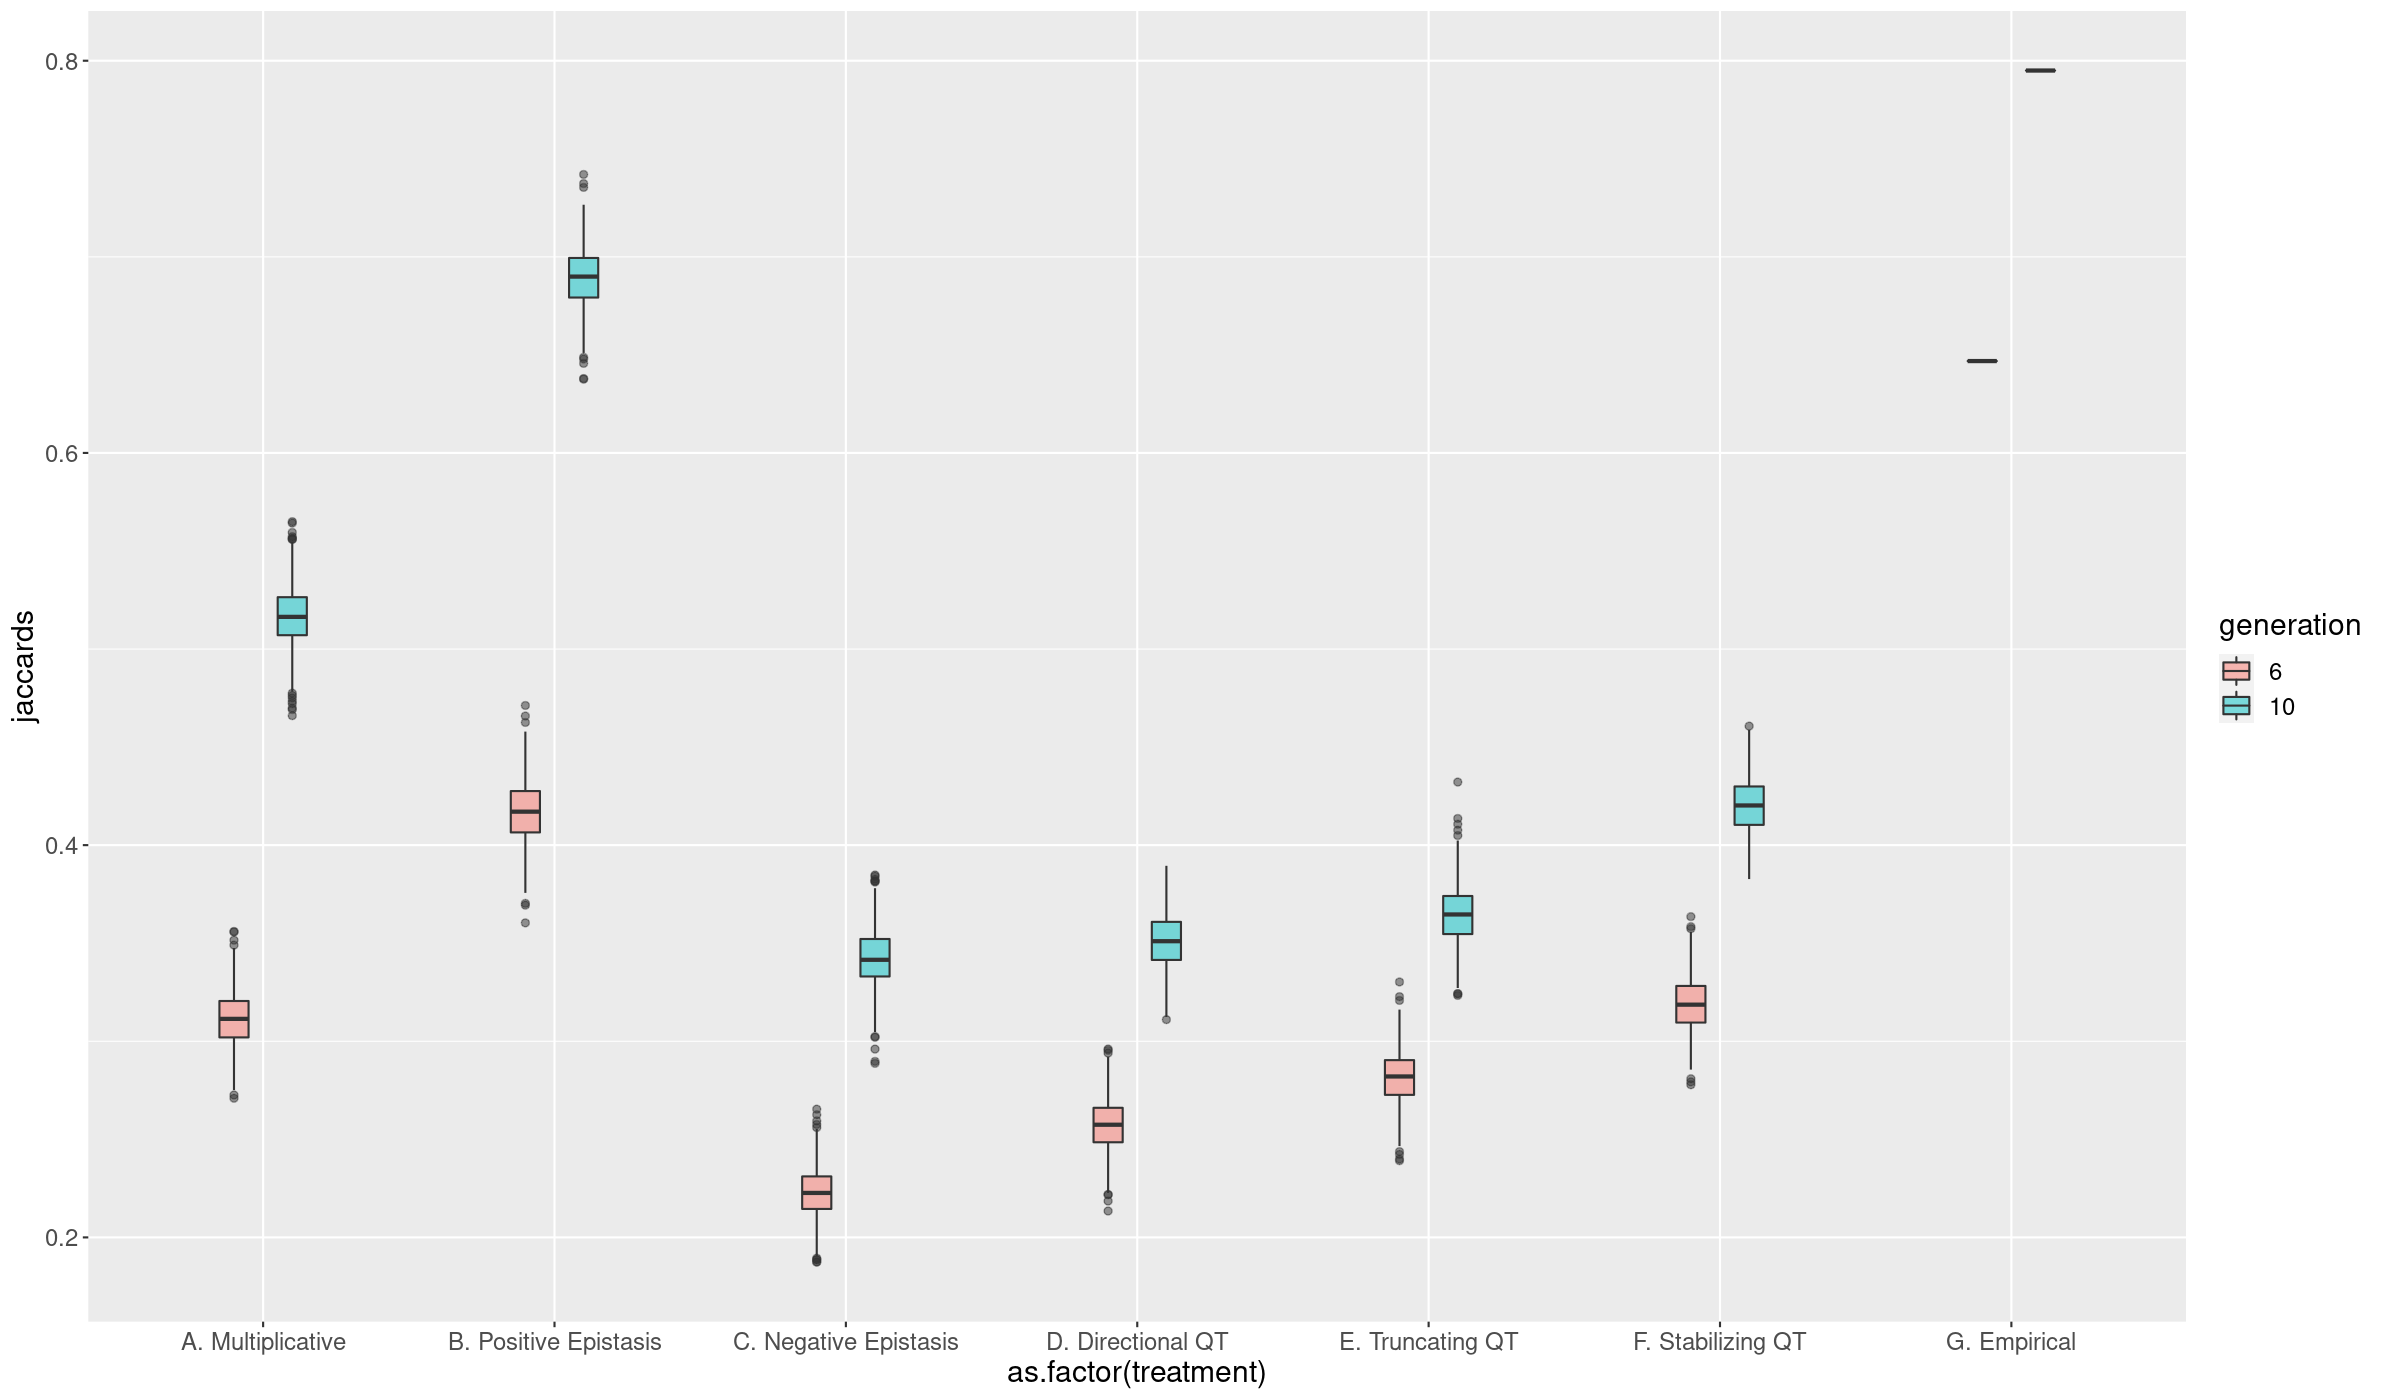 0.8
0.6
0.4
0.2
jaccards
A. Multiplicative
B. Positive Epistasis
C. Negative Epistasis
D. Directional QT
E. Truncating QT
F. Stabilizing QT
G. Empirical
as.factor(treatment)
generation
6
10